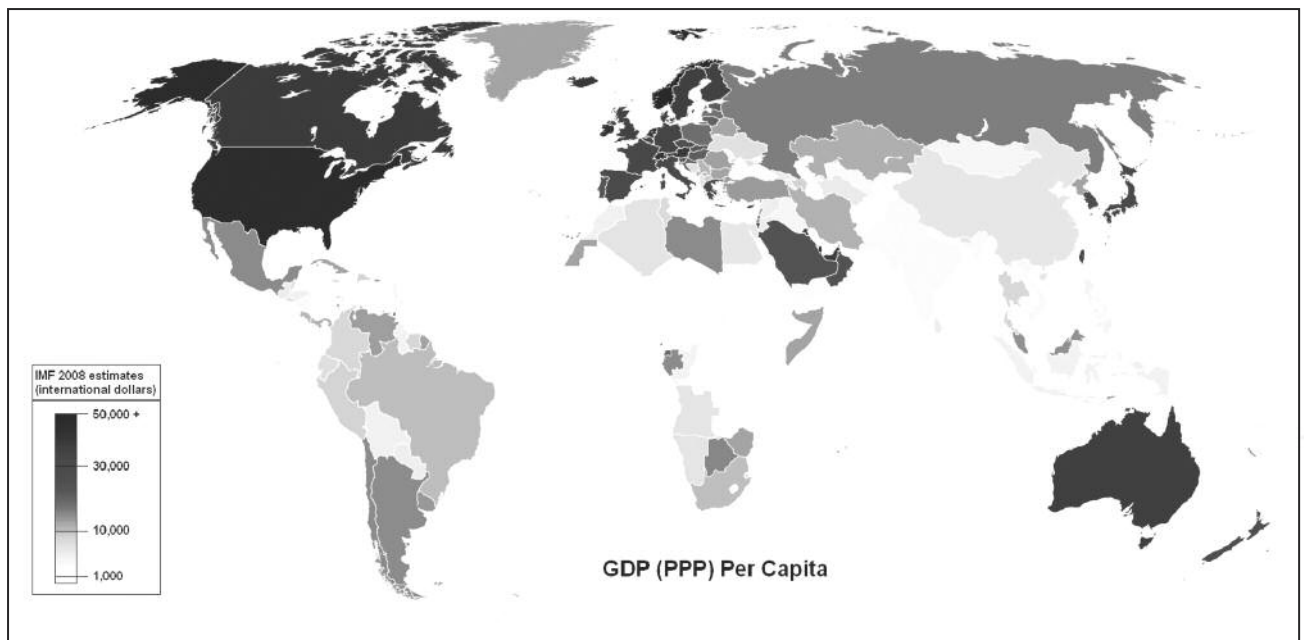 IMF 2008 estimates
(international dollars)
50,000 +
30,000
10,000
1,000
GDP (PPP) Per Capita